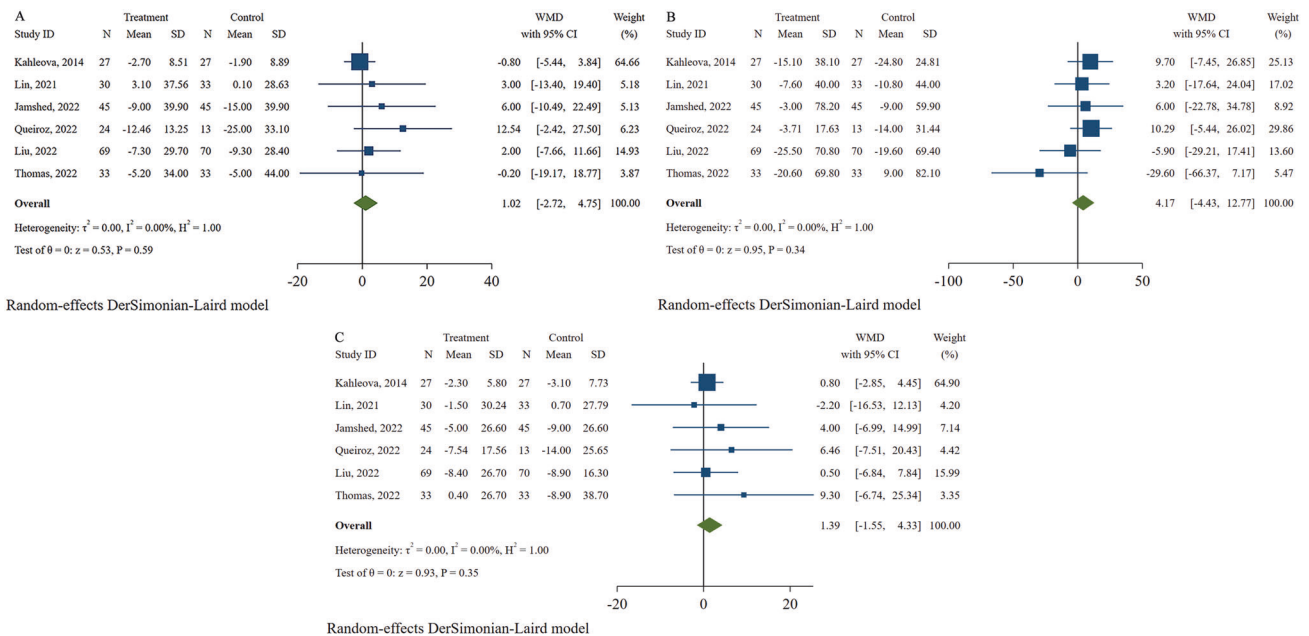 A
Treatment Control WMD Weight
Study ID N Mean SD N Mean SD with 95% CI (%)
Kahleova, 2014 27 -2.70 8.51 27 -1.90 8.89 -0.80 [-5.44, 3.84] 64.66
Lin, 2021 30 3.10 37.56 33 0.10 28.63 3.00 [-13.40, 19.40] 5.18
Jamshed, 2022 45 -9.00 39.90 45 -15.00 39.90 6.00 [-10.49, 22.49] 5.13
Queiroz, 2022 24 -12.46 13.25 13 -25.00 33.10 12.54 [-2.42, 27.50] 6.23
Liu, 2022 69 -7.30 29.70 70 -9.30 28.40 2.00 [-7.66, 11.66] 14.93
Thomas, 2022 33 -5.20 34.00 33 -5.00 44.00 -0.20 [-19.17, 18.77] 3.87
Overall 1.02 [-2.72, 4.75] 100.00
Heterogeneity: τ² = 0.00, I² = 0.00%, H² = 1.00
Test of θ = 0: z = 0.53, P = 0.59
-20 0 20 40
Random-effects DerSimonian-Laird model
B
Treatment Control WMD Weight
Study ID N Mean SD N Mean SD with 95% CI (%)
Kahleova, 2014 27 -15.10 38.10 27 -24.80 24.81 9.70 [-7.45, 26.85] 25.13
Lin, 2021 30 -7.60 40.00 33 -10.80 44.00 3.20 [-17.64, 24.04] 17.02
Jamshed, 2022 45 -3.00 78.20 45 -9.00 59.90 6.00 [-22.78, 34.78] 8.92
Queiroz, 2022 24 -3.71 17.63 13 -14.00 31.44 10.29 [-5.44, 26.02] 29.86
Liu, 2022 69 -25.50 70.80 70 -19.60 69.40 -5.90 [-29.21, 17.41] 13.60
Thomas, 2022 33 -20.60 69.80 33 9.00 82.10 -29.60 [-66.37, 7.17] 5.47
Overall 4.17 [-4.43, 12.77] 100.00
Heterogeneity: τ² = 0.00, I² = 0.00%, H² = 1.00
Test of θ = 0: z = 0.95, P = 0.34
-100 -50 0 50
Random-effects DerSimonian-Laird model
C
Treatment Control WMD Weight
Study ID N Mean SD N Mean SD with 95% CI (%)
Kahleova, 2014 27 -2.30 5.80 27 -3.10 7.73 0.80 [-2.85, 4.45] 64.90
Lin, 2021 30 -1.50 30.24 33 0.70 27.79 -2.20 [-16.53, 12.13] 4.20
Jamshed, 2022 45 -5.00 26.60 45 -9.00 26.60 4.00 [-6.99, 14.99] 7.14
Queiroz, 2022 24 -7.54 17.56 13 -14.00 25.65 6.46 [-7.51, 20.43] 4.42
Liu, 2022 69 -8.40 26.70 70 -8.90 16.30 0.50 [-6.84, 7.84] 15.99
Thomas, 2022 33 0.40 26.70 33 -8.90 38.70 9.30 [-6.74, 25.34] 3.35
Overall 1.39 [-1.55, 4.33] 100.00
Heterogeneity: τ² = 0.00, I² = 0.00%, H² = 1.00
Test of θ = 0: z = 0.93, P = 0.35
-20 0 20
Random-effects DerSimonian-Laird model